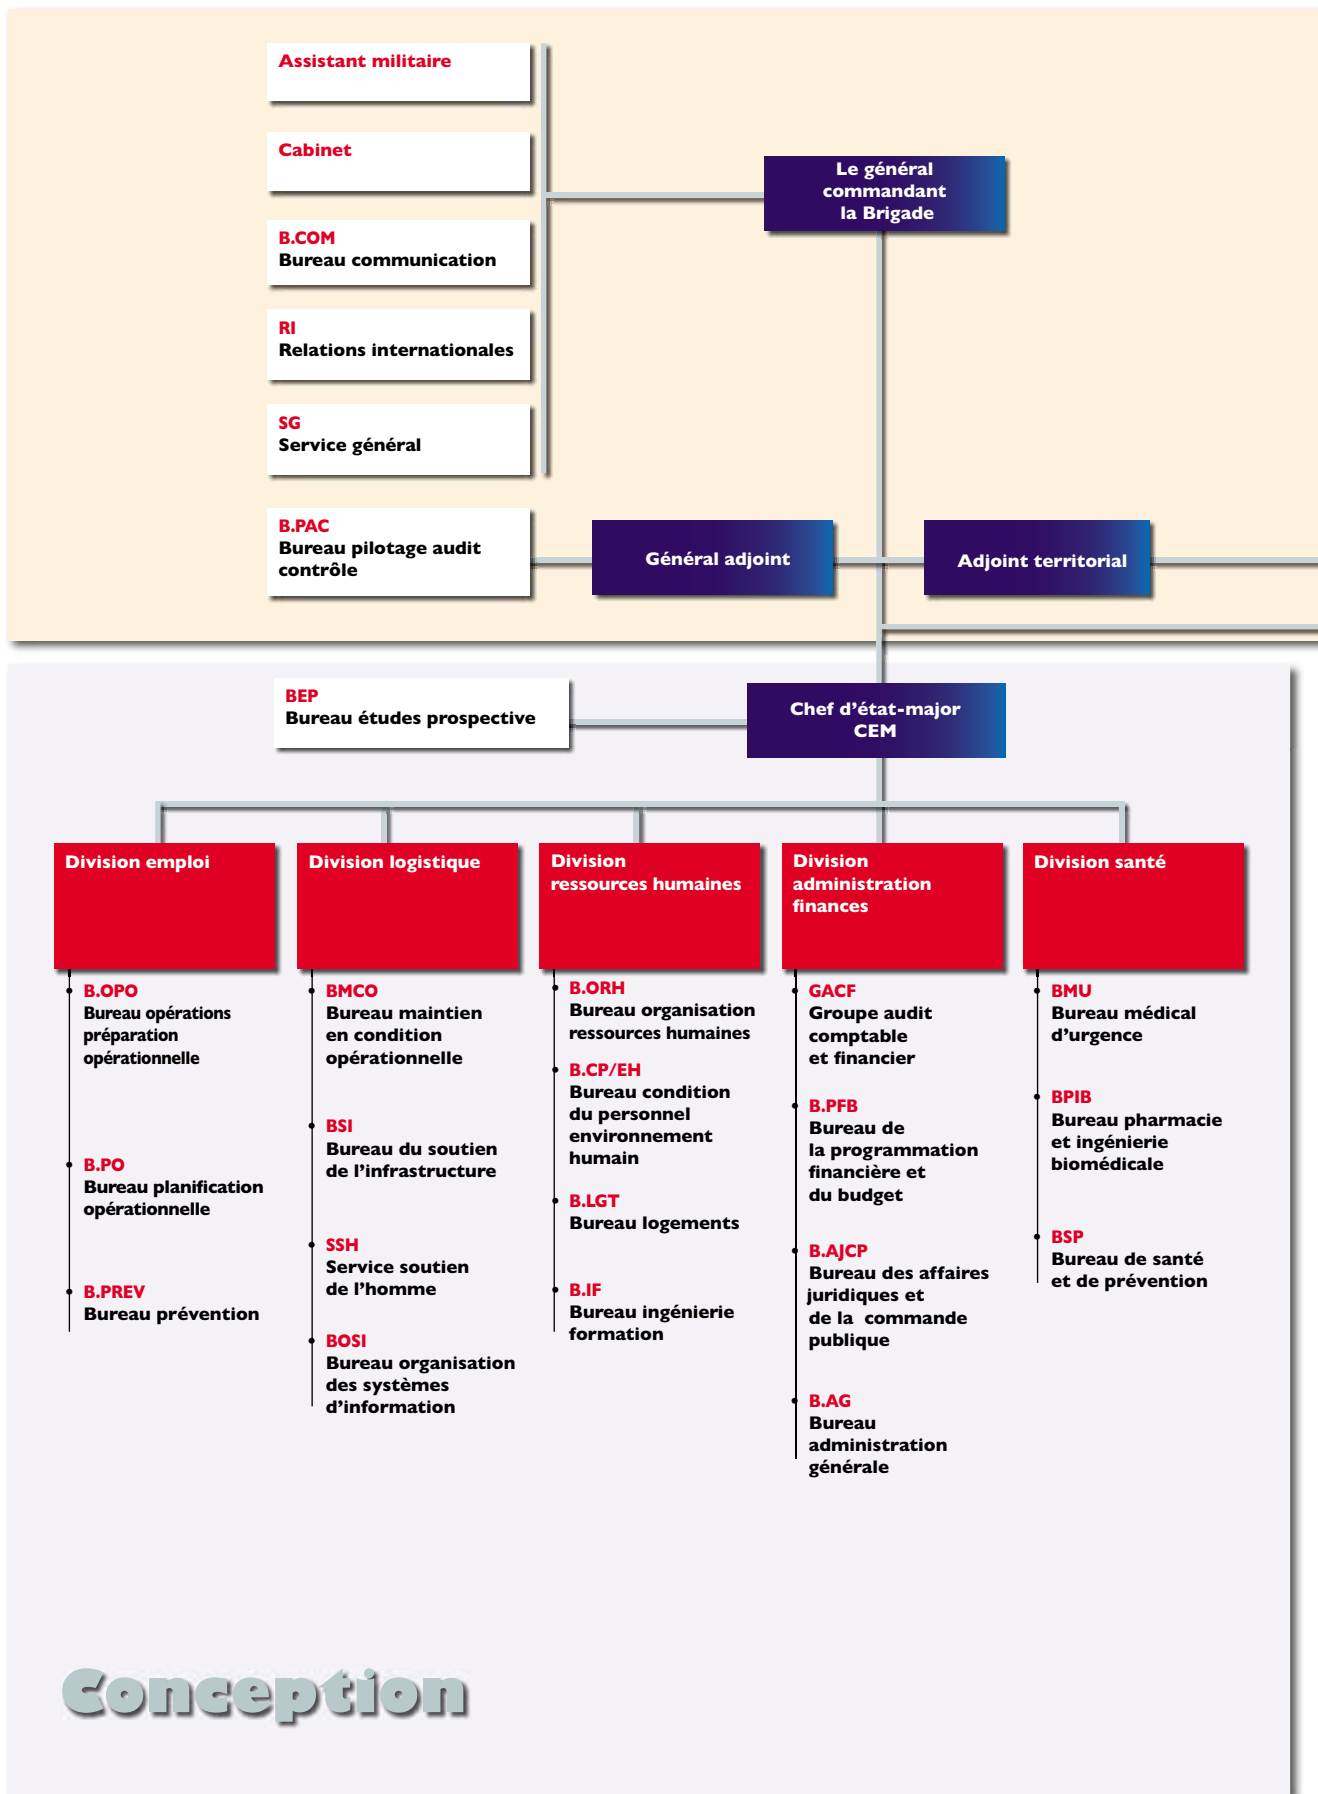 Assistant militaire
Cabinet
B.COM
Bureau communication
RI
Relations internationales
SG
Service général
Le général
commandant
la Brigade
B.PAC
Bureau pilotage audit
contrôle
Général adjoint
Adjoint territorial
BEP
Bureau études prospective
Chef d’état-major
CEM
Division emploi
B.OPO
Bureau opérations
préparation
opérationnelle
B.PO
Bureau planification
opérationnelle
B.PREV
Bureau prévention
Division logistique
BMCO
Bureau maintien
en condition
opérationnelle
BSI
Bureau du soutien
de l’infrastructure
SSH
Service soutien
de l’homme
BOSI
Bureau organisation
des systèmes
d’information
Division
ressources humaines
B.ORH
Bureau organisation
ressources humaines
B.CP/EH
Bureau condition
du personnel
environnement
humain
B.LGT
Bureau logements
B.IF
Bureau ingénierie
formation
Division
administration
finances
GACF
Groupe audit
comptable
et financier
B.PFB
Bureau de
la programmation
financière et
du budget
B.AJCP
Bureau des affaires
juridiques et
de la commande
publique
B.AG
Bureau
administration
générale
Division santé
BMU
Bureau médical
d’urgence
BPIB
Bureau pharmacie
et ingénierie
biomédicale
BSP
Bureau de santé
et de prévention
Conception